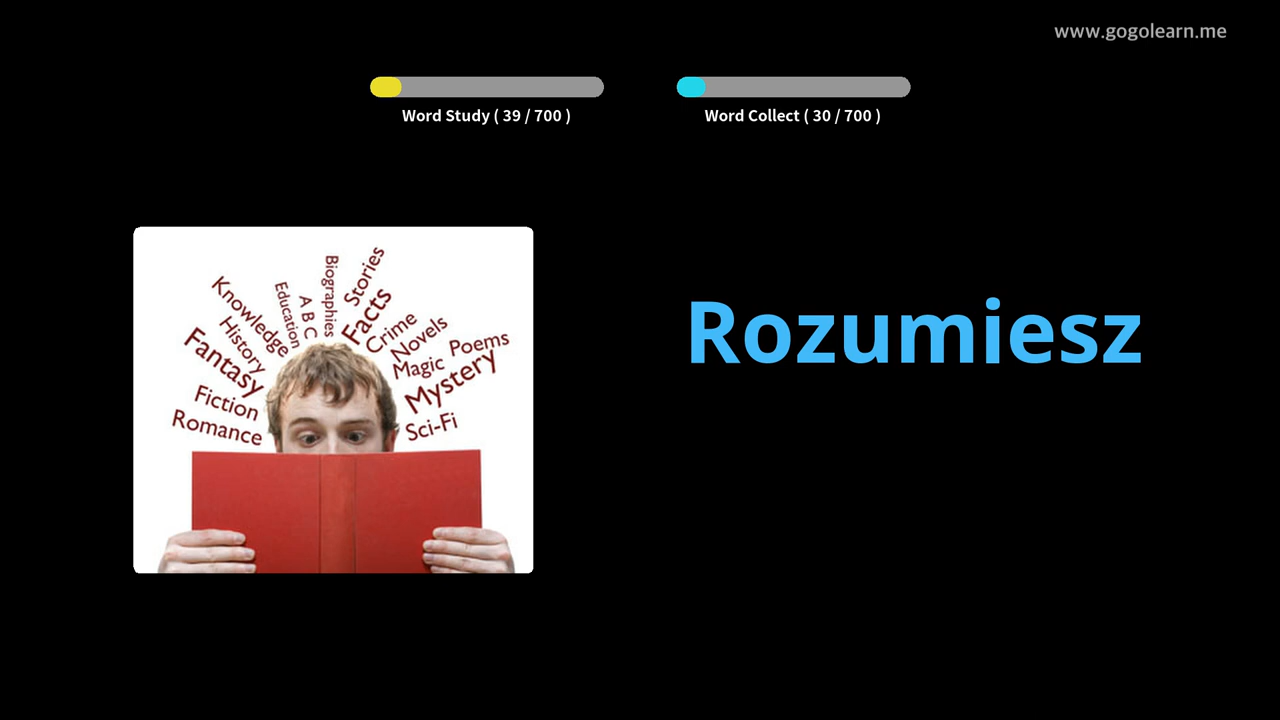 www.gogolearn.me
Word Study ( 39 / 700 )
Word Collect ( 30 / 700 )
Rozumiesz
Knowledge
History
Education
A B C
Biographies
Stories
Facts
Crime
Novels
Magic
Poems
Mystery
Sci-Fi
Fantasy
Fiction
Romance